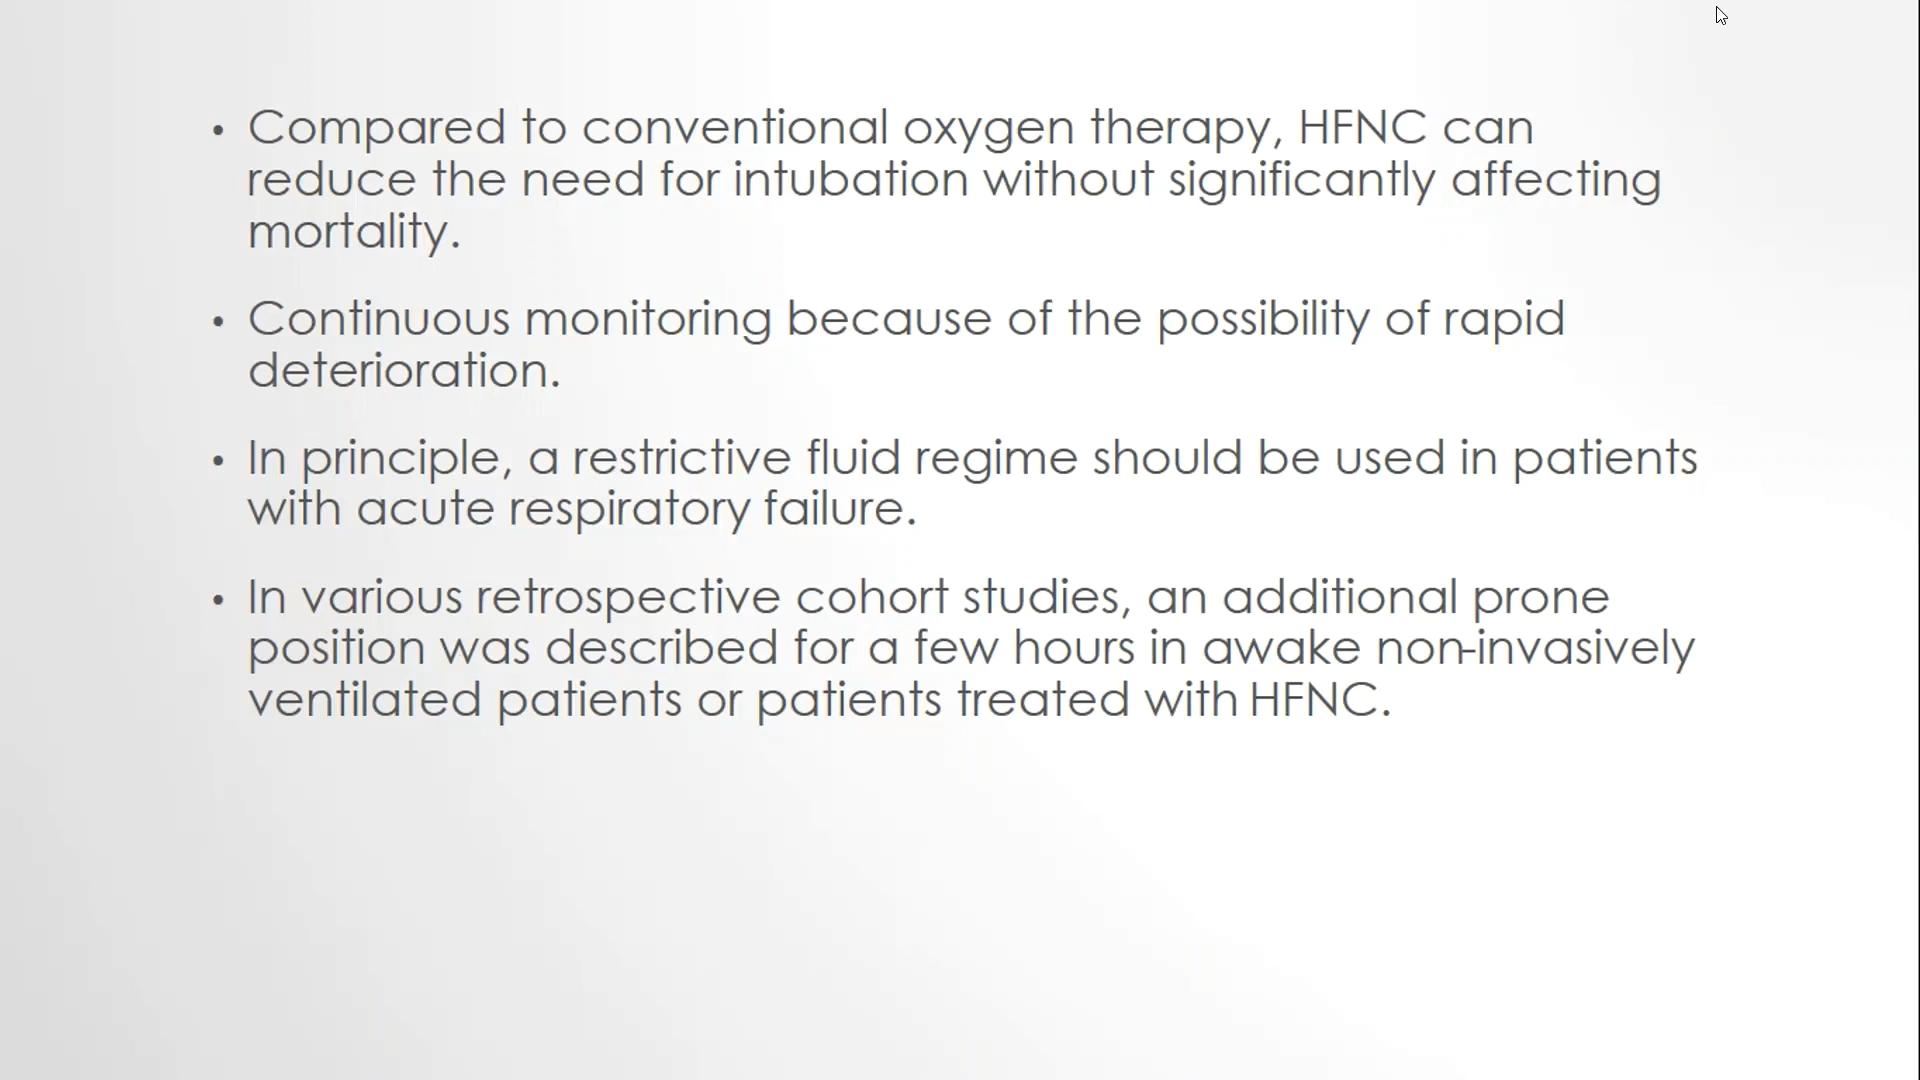 • Compared to conventional oxygen therapy, HFNC can
reduce the need for intubation without significantly affecting
mortality.
• Continuous monitoring because of the possibility of rapid
deterioration.
• In principle, a restrictive fluid regime should be used in patients
with acute respiratory failure.
• In various retrospective cohort studies, an additional prone
position was described for a few hours in awake non-invasively
ventilated patients or patients treated with HFNC.